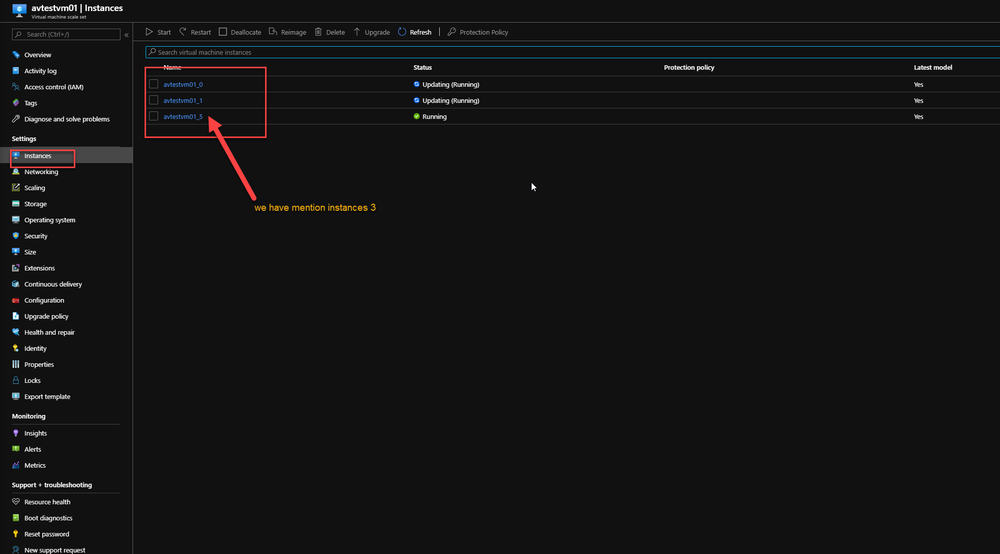 avtestvm01 | Instances
Virtual machine scale set
Search (Ctrl+/)
«
Overview
Activity log
Access control (IAM)
Tags
Diagnose and solve problems
Settings
Instances
Networking
Scaling
Storage
Operating system
Security
Size
Extensions
Continuous delivery
Configuration
Upgrade policy
Health and repair
Identity
Properties
Locks
Export template
Monitoring
Insights
Alerts
Metrics
Support + troubleshooting
Resource health
Boot diagnostics
Reset password
New support request
Start Restart Deallocate Reimage Delete Upgrade Refresh Protection Policy
Search virtual machine instances
Name Status Protection policy Latest model
avtestvm01_0 Updating (Running) Yes
avtestvm01_1 Updating (Running) Yes
avtestvm01_5 Running Yes
we have mention instances 3